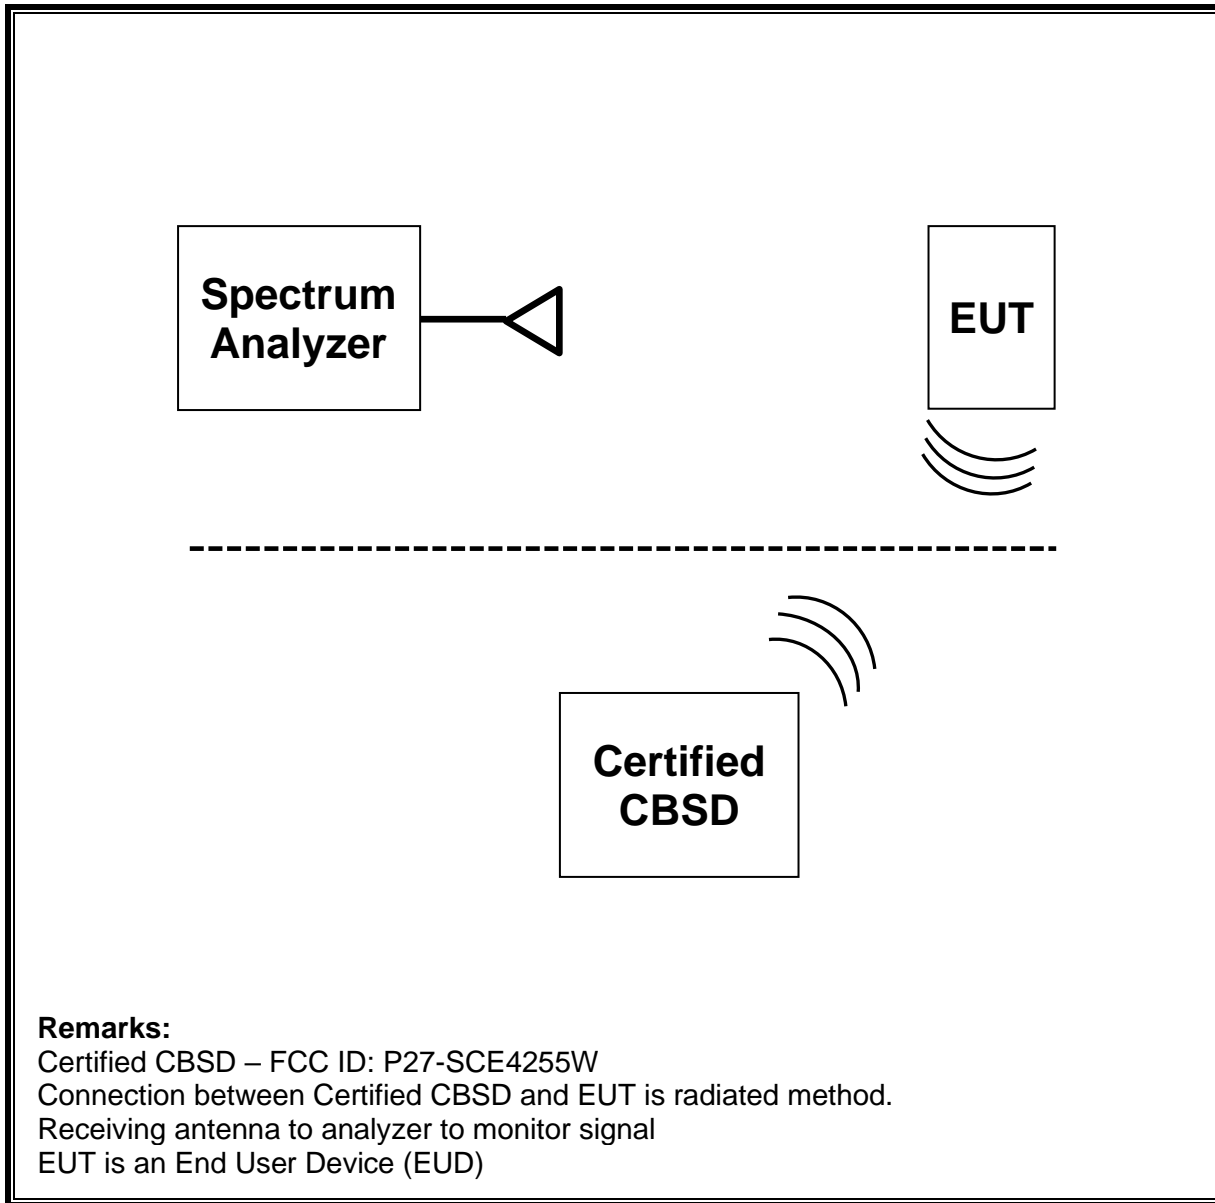 Spectrum
Analyzer
EUT
Certified
CBSD
Remarks:
Certified CBSD – FCC ID: P27-SCE4255W
Connection between Certified CBSD and EUT is radiated method.
Receiving antenna to analyzer to monitor signal
EUT is an End User Device (EUD)